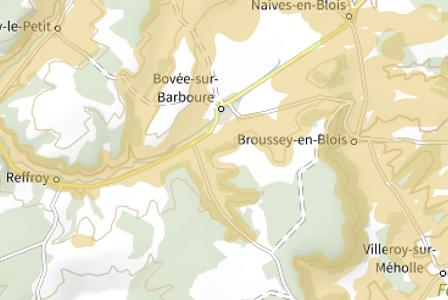 Naives-en-Blois
y-le-Petit
Bovée-sur-
Barboure
Broussey-en-Blois
Reffroy
Villeroy-sur-
Méholle